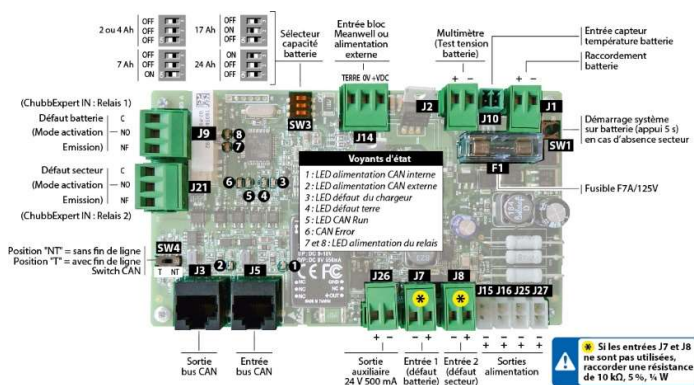 2 ou 4 Ah
OFF
OFF
OFF
17 Ah
OFF
ON
OFF
7 Ah
OFF
OFF
ON
24 Ah
ON
ON
OFF
Sélecteur
capacité
batterie
SW3
Entrée bloc
Meanwell ou
alimentation
externe
TERRE 0V +VDC
J14
Multimètre
(Test tension
batterie)
+ −
J2
Entrée capteur
température batterie
J10
Raccordement
batterie
+ −
J1
Démarrage système
sur batterie (appui 5 s)
en cas d'absence secteur
SW1
F1
Fusible F7A/125V
(ChubbExpert IN : Relais 1)
Défaut batterie C
(Mode activation NO
Emission) NF
J9
8
7
Défaut secteur C
(Mode activation NO
Emission) NF
(ChubbExpert IN : Relais 2)
J21
6
5
4
3
Voyants d'état
1 : LED alimentation CAN interne
2 : LED alimentation CAN externe
3 : LED défaut du chargeur
4 : LED défaut terre
5 : LED CAN Run
6 : CAN Error
7 et 8 : LED alimentation du relais
Position "NT" = sans fin de ligne
Position "T" = avec fin de ligne
Switch CAN
SW4
T NT
J3
2
J5
1
J26
J7
J8
J15
J16
J25
J27
Sortie
bus CAN
Entrée
bus CAN
+ −
Sortie
auxiliaire
24 V 500 mA
+ −
Entrée 1
(défaut
batterie)
+ −
Entrée 2
(défaut
secteur)
− − − −
+ + + +
Sorties
alimentation
Si les entrées J7 et J8
ne sont pas utilisées,
raccorder une résistance
de 10 kΩ, 5 %, ¼ W